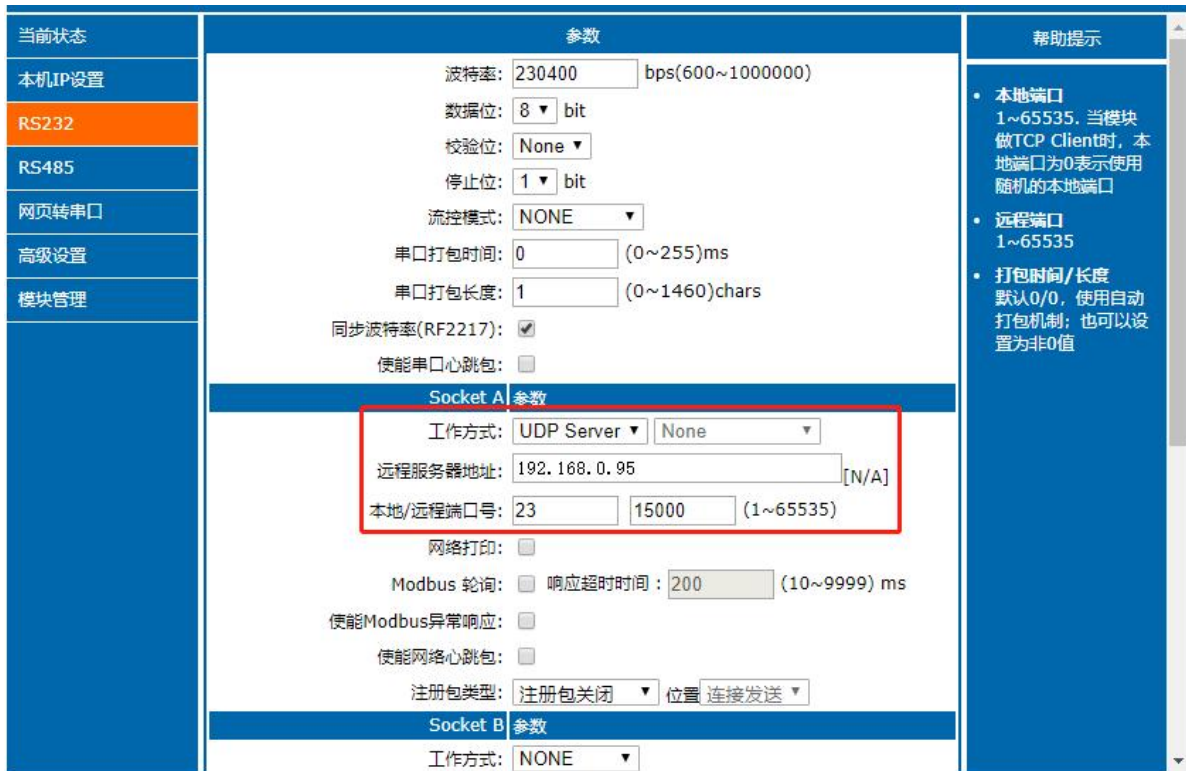 当前状态
本机IP设置
RS232
RS485
网页转串口
高级设置
模块管理
参数
波特率: 230400 bps(600~1000000)
数据位: 8 bit
校验位: None
停止位: 1 bit
流控模式: NONE
串口打包时间: 0 (0~255)ms
串口打包长度: 1 (0~1460)chars
同步波特率(RF2217):
使能串口心跳包:
Socket A 参数
工作方式: UDP Server None
远程服务器地址: 192.168.0.95 [N/A]
本地/远程端口号: 23 15000 (1~65535)
网络打印:
Modbus 轮询: 响应超时时间: 200 (10~9999) ms
使能Modbus异常响应:
使能网络心跳包:
注册包类型: 注册包关闭 位置 连接发送
Socket B 参数
工作方式: NONE
帮助提示
• 本地端口
1~65535. 当模块
做TCP Client时, 本
地端口为0表示使用
随机的本地端口
• 远程端口
1~65535
• 打包时间/长度
默认0/0, 使用自动
打包机制; 也可以设
置为非0值